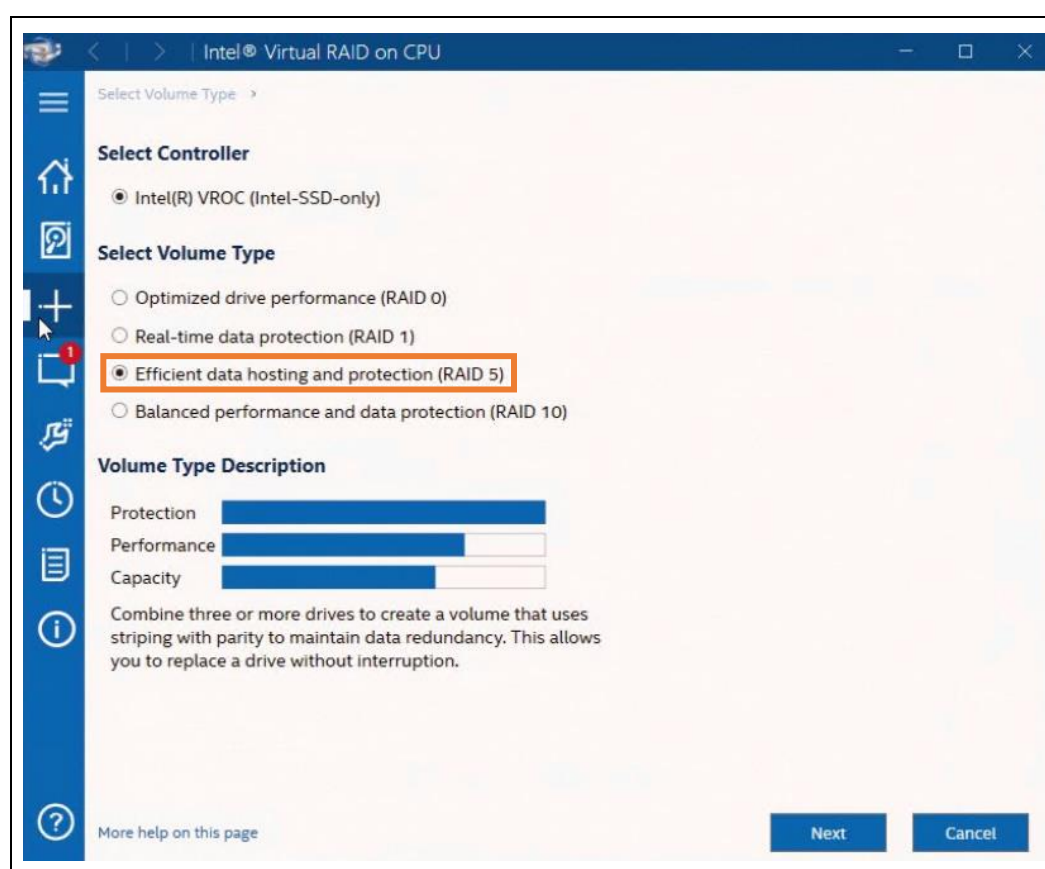 Intel® Virtual RAID on CPU
Select Volume Type
Select Controller
Intel(R) VROC (Intel-SSD-only)
Select Volume Type
Optimized drive performance (RAID 0)
Real-time data protection (RAID 1)
1
Efficient data hosting and protection (RAID 5)
Balanced performance and data protection (RAID 10)
Volume Type Description
Protection
Performance
Capacity
Combine three or more drives to create a volume that uses
striping with parity to maintain data redundancy. This allows
you to replace a drive without interruption.
More help on this page
Next
Cancel